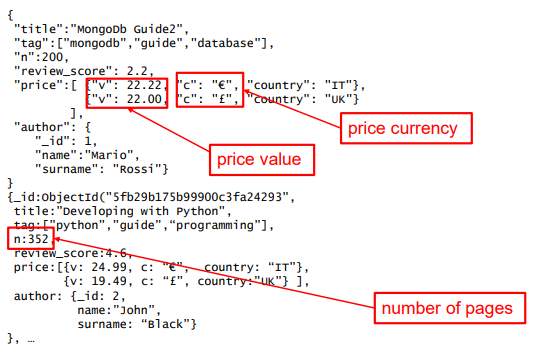 {
"title":"MongoDb Guide2",
"tag":["mongodb","guide","database"],
"n":200,
"review_score": 2.2,
"price":[ {"v": 22.22, "c": "€", "country": "IT"},
{"v": 22.00, "c": "£", "country": "UK"}
],
price currency
"author": {
"_id": 1,
"name":"Mario",
"surname": "Rossi"}
price value
}
{_id:ObjectId("5fb29b175b99900c3fa24293",
title:"Developing with Python",
tag:["python","guide",“programming"],
n:352,
review_score:4.6,
price:[{v: 24.99, c: “€”, country: “IT”},
{v: 19.49, c: “£”, country:”UK”} ],
author: {_id: 2,
name:”John”,
surname: “Black”}
number of pages
}, …